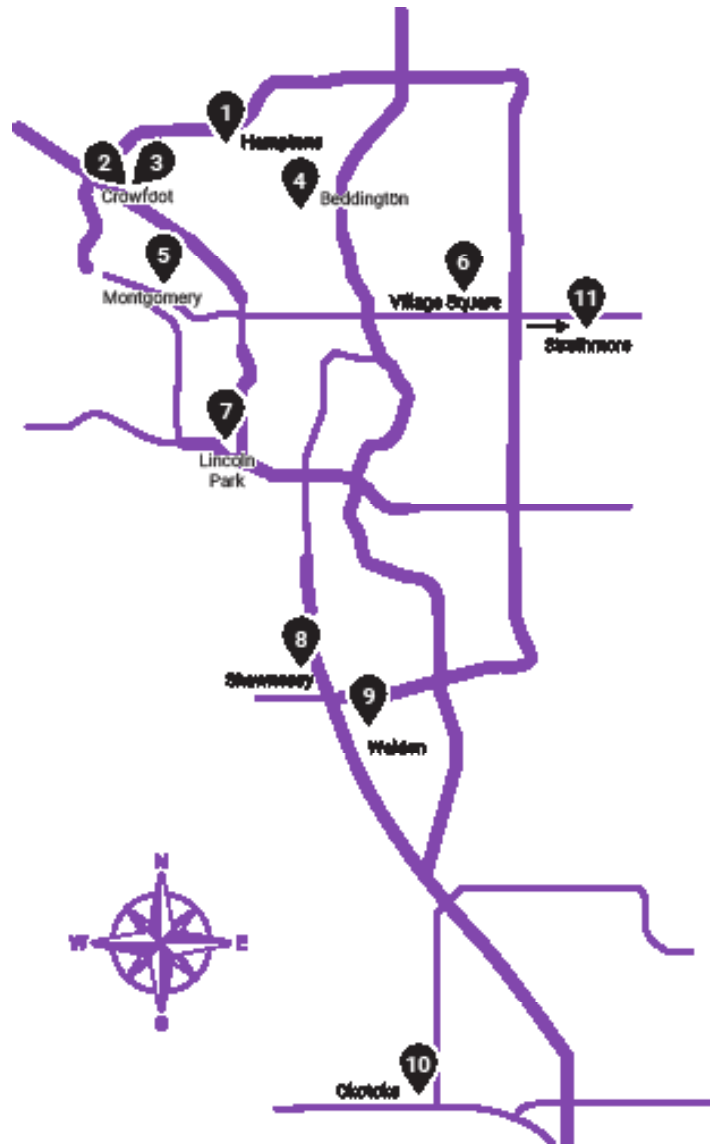 1
Hamptons
2
3
Crowfoot
4
Beddington
5
Montgomery
6
Village Square
11
Strathmore
7
Lincoln
Park
8
Shawnessy
9
Walden
N
W
E
S
10
Okotoks